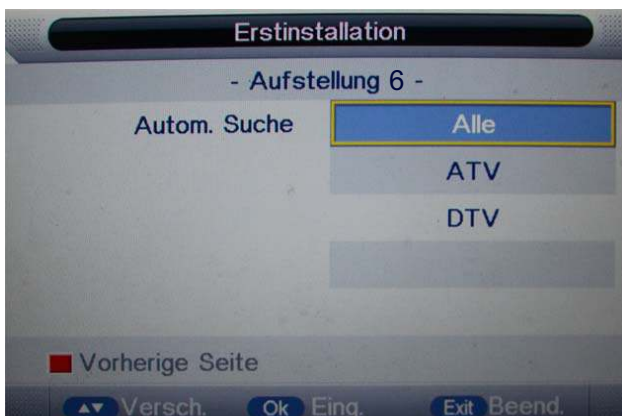 Erstinstallation
- Aufstellung 6 -
Autom. Suche Alle
ATV
DTV
Vorherige Seite
Versch. Ok Eing. Exit Beend.